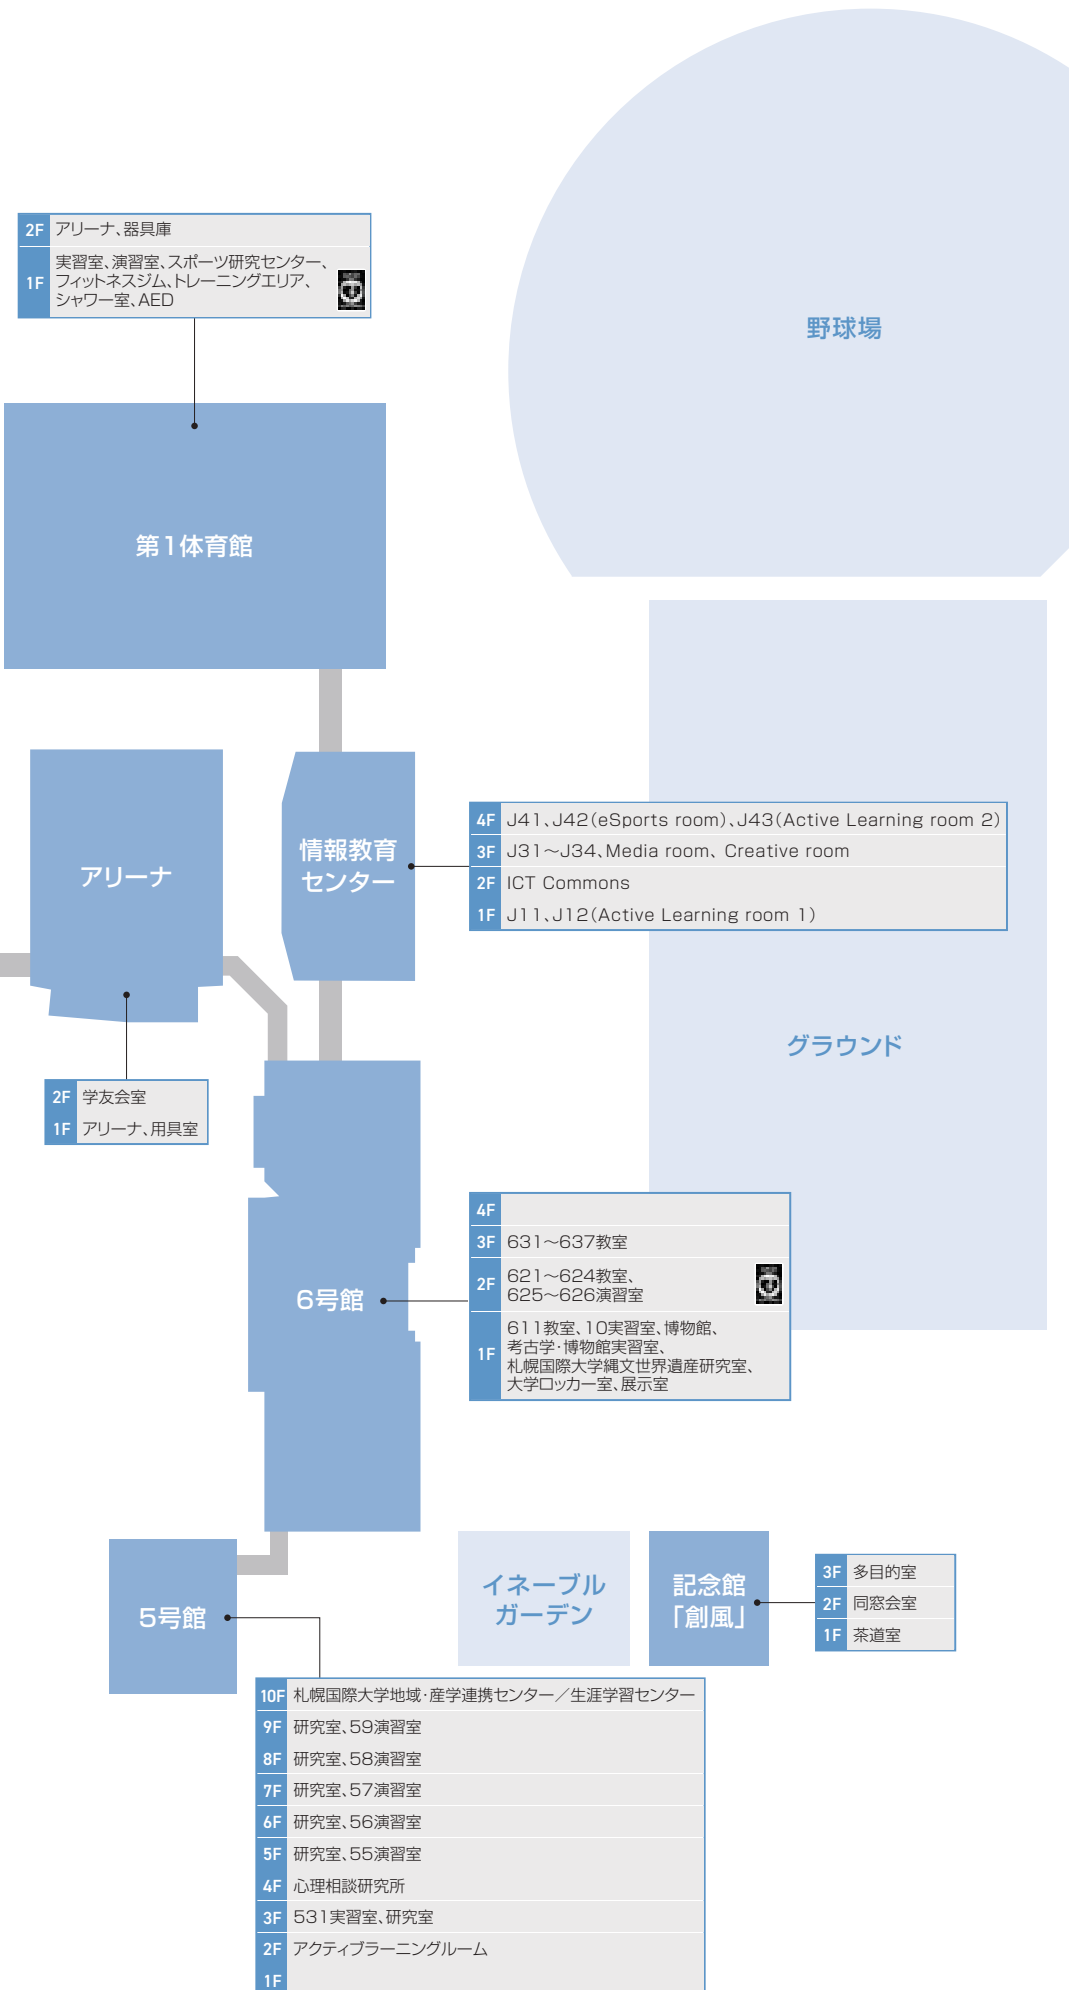 野球場
2F アリーナ、器具庫
1F 実習室、演習室、スポーツ研究センター、
フィットネスジム、トレーニングエリア、
シャワー室、AED
第1体育館
アリーナ
情報教育
センター
4F J41、J42(eSports room)、J43(Active Learning room 2)
3F J31〜J34、Media room、Creative room
2F ICT Commons
1F J11、J12(Active Learning room 1)
グラウンド
2F 学友会室
1F アリーナ、用具室
6号館
4F
3F 631〜637教室
2F 621〜624教室、
625〜626演習室
1F 611教室、10実習室、博物館、
考古学・博物館実習室、
札幌国際大学縄文世界遺産研究室、
大学ロッカー室、展示室
5号館
イネーブル
ガーデン
記念館
「創風」
3F 多目的室
2F 同窓会室
1F 茶道室
10F 札幌国際大学地域・産学連携センター／生涯学習センター
9F 研究室、59演習室
8F 研究室、58演習室
7F 研究室、57演習室
6F 研究室、56演習室
5F 研究室、55演習室
4F 心理相談研究所
3F 531実習室、研究室
2F アクティブラーニングルーム
1F